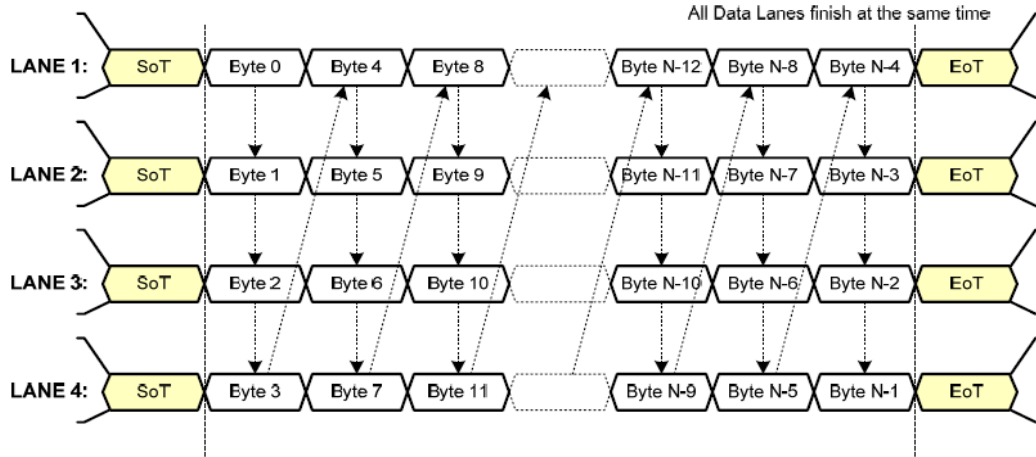 All Data Lanes finish at the same time
LANE 1: SoT Byte 0 Byte 4 Byte 8 Byte N-12 Byte N-8 Byte N-4 EoT
LANE 2: SoT Byte 1 Byte 5 Byte 9 Byte N-11 Byte N-7 Byte N-3 EoT
LANE 3: SoT Byte 2 Byte 6 Byte 10 Byte N-10 Byte N-6 Byte N-2 EoT
LANE 4: SoT Byte 3 Byte 7 Byte 11 Byte N-9 Byte N-5 Byte N-1 EoT